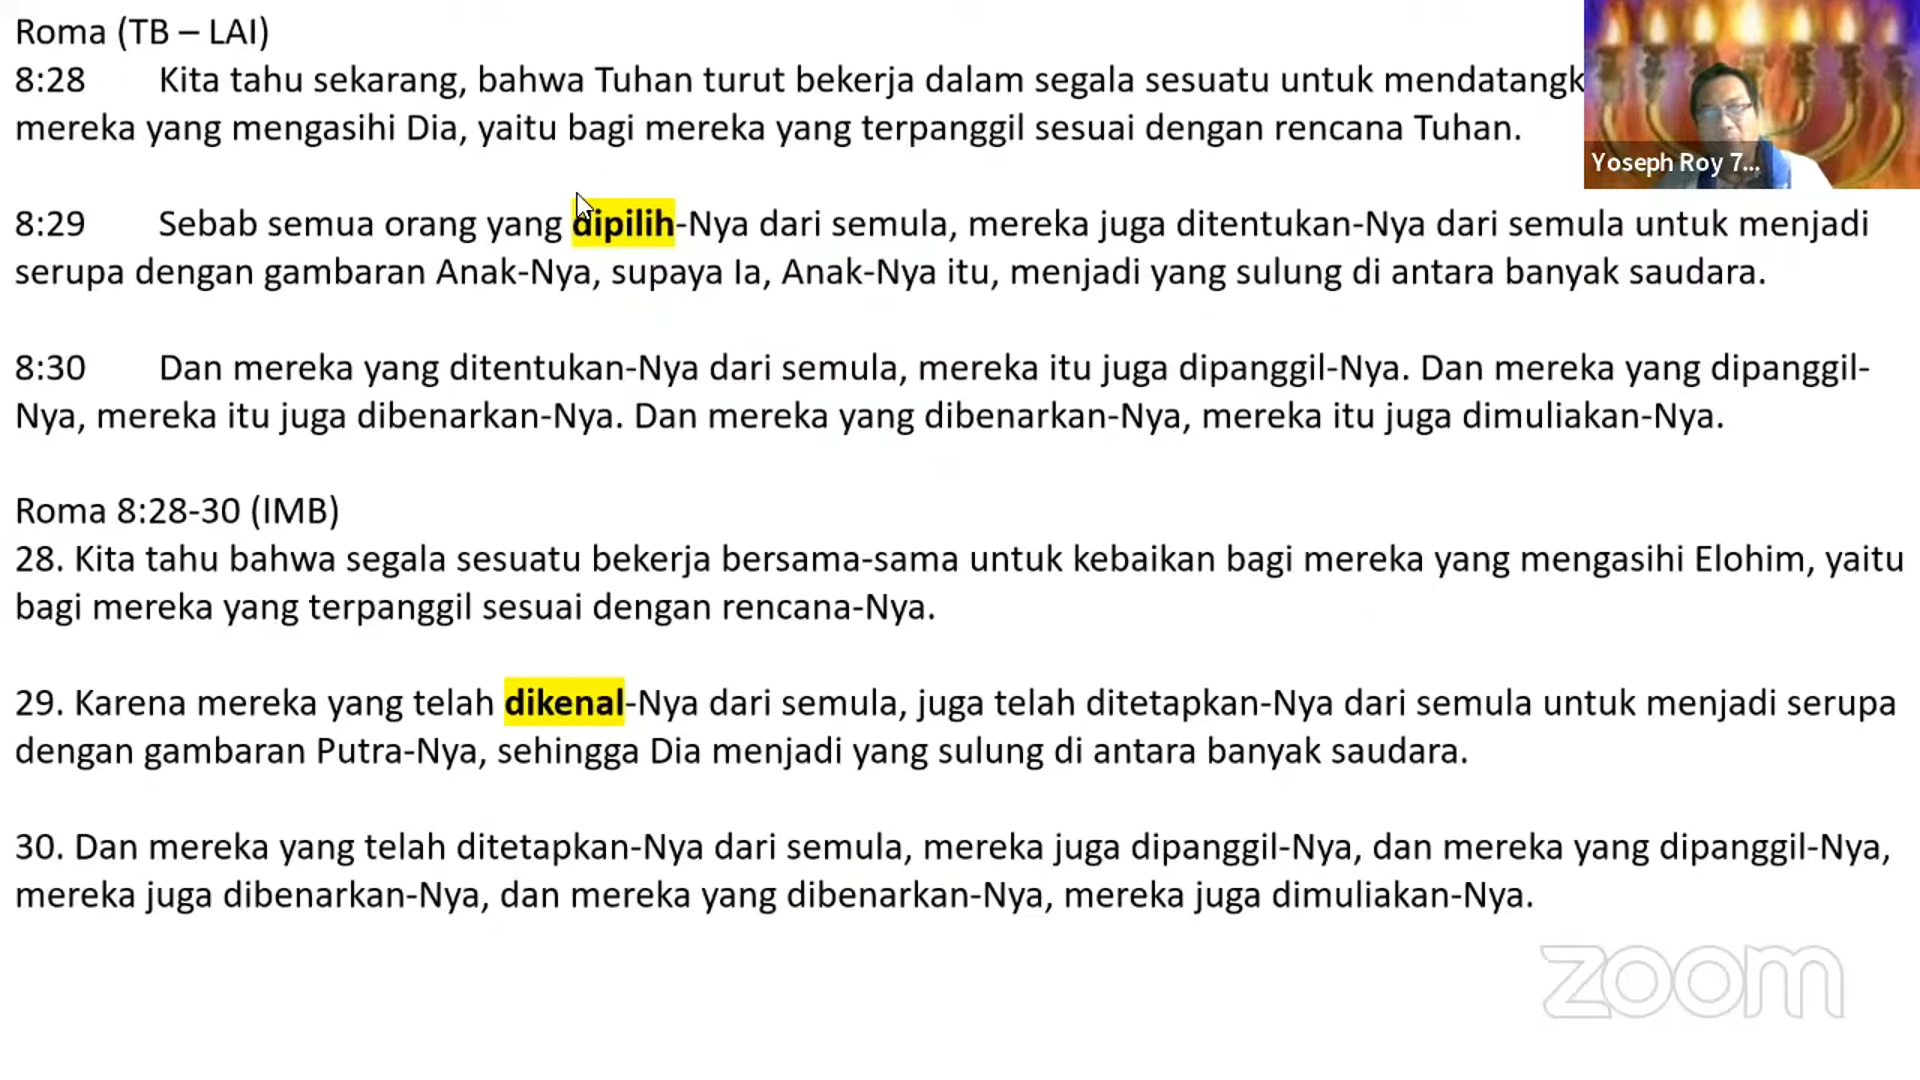 Roma (TB – LAI)
8:28 Kita tahu sekarang, bahwa Tuhan turut bekerja dalam segala sesuatu untuk mendatangk
mereka yang mengasihi Dia, yaitu bagi mereka yang terpanggil sesuai dengan rencana Tuhan.
Yoseph Roy 7...
8:29 Sebab semua orang yang dipilih-Nya dari semula, mereka juga ditentukan-Nya dari semula untuk menjadi
serupa dengan gambaran Anak-Nya, supaya Ia, Anak-Nya itu, menjadi yang sulung di antara banyak saudara.
8:30 Dan mereka yang ditentukan-Nya dari semula, mereka itu juga dipanggil-Nya. Dan mereka yang dipanggil-
Nya, mereka itu juga dibenarkan-Nya. Dan mereka yang dibenarkan-Nya, mereka itu juga dimuliakan-Nya.
Roma 8:28-30 (IMB)
28. Kita tahu bahwa segala sesuatu bekerja bersama-sama untuk kebaikan bagi mereka yang mengasihi Elohim, yaitu
bagi mereka yang terpanggil sesuai dengan rencana-Nya.
29. Karena mereka yang telah dikenal-Nya dari semula, juga telah ditetapkan-Nya dari semula untuk menjadi serupa
dengan gambaran Putra-Nya, sehingga Dia menjadi yang sulung di antara banyak saudara.
30. Dan mereka yang telah ditetapkan-Nya dari semula, mereka juga dipanggil-Nya, dan mereka yang dipanggil-Nya,
mereka juga dibenarkan-Nya, dan mereka yang dibenarkan-Nya, mereka juga dimuliakan-Nya.
zoom